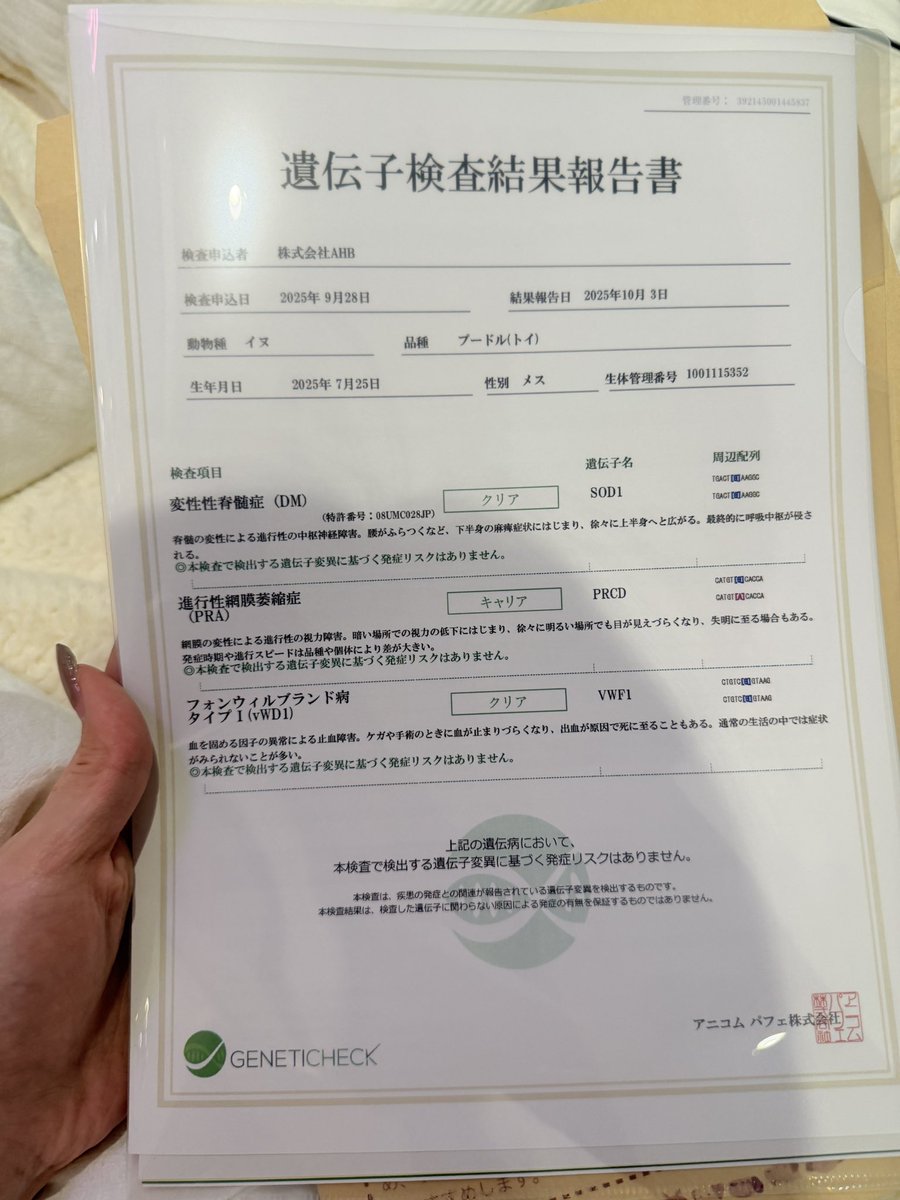 管理番号： 392145001445837
遺伝子検査結果報告書
検査申込者 株式会社AHB
検査申込日 2025年 9月28日 結果報告日 2025年10月 3日
動物種 イヌ 品種 プードル(トイ)
生年月日 2025年 7月25日 性別 メス 生体管理番号 1001115352
検査項目 遺伝子名 周辺配列
変性性脊髄症 (DM) クリア SOD1 TGACT[G]AAGGC
(特許番号：08UMC028JP) TGACT[G]AAGGC
脊髄の変性による進行性の中枢神経障害。腰がふらつくなど、下半身の麻痺症状にはじまり、徐々に上半身へと広がる。最終的に呼吸中枢が侵さ
れる。
◎本検査で検出する遺伝子変異に基づく発症リスクはありません。
進行性網膜萎縮症 キャリア PRCD CATGT[G]CACCA
(PRA) CATGT[A]CACCA
網膜の変性による進行性の視力障害。暗い場所での視力の低下にはじまり、徐々に明るい場所でも目が見えづらくなり、失明に至る場合もある。
発症時期や進行スピードは品種や個体により差が大きい。
◎本検査で検出する遺伝子変異に基づく発症リスクはありません。
フォンウィルブランド病 クリア VWF1 CTGTC[G]GTAAG
タイプ I (vWD1) CTGTC[G]GTAAG
血を固める因子の異常による止血障害。ケガや手術のときに血が止まりづらくなり、出血が原因で死に至ることもある。通常の生活の中では症状
がみられないことが多い。
◎本検査で検出する遺伝子変異に基づく発症リスクはありません。
上記の遺伝病において、
本検査で検出する遺伝子変異に基づく発症リスクはありません。
本検査は、疾患の発症との関連が報告されている遺伝子変異を検出するものです。
本検査結果は、検査した遺伝子に関わらない原因による発症の有無を保証するものではありません。
アニコム パフェ株式会社
GENETICHECK